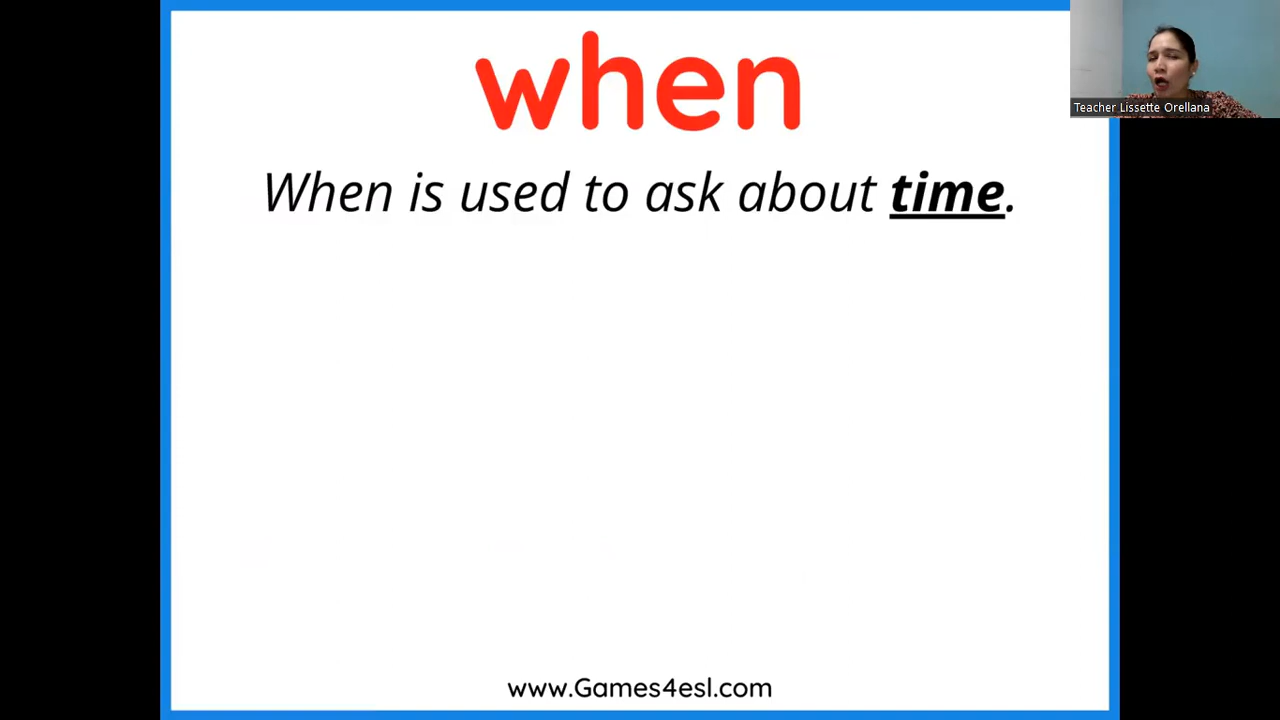 when
Teacher Lissette Orellana
When is used to ask about time.
www.Games4esl.com